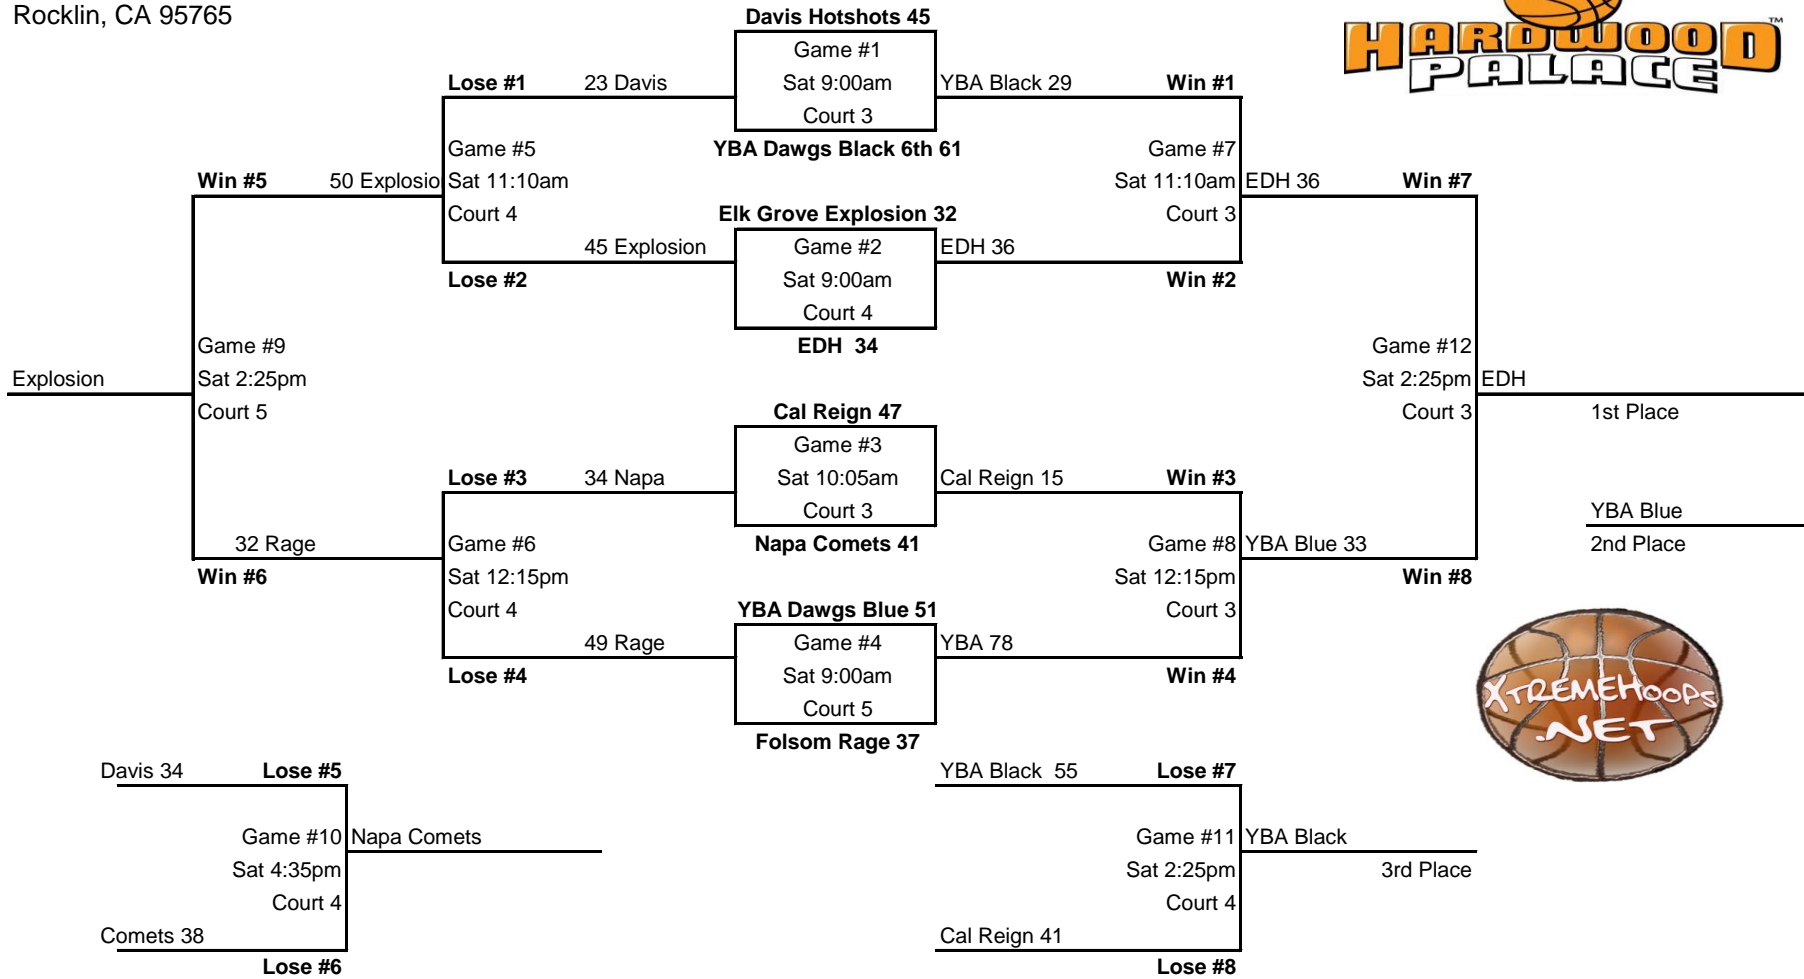 Rocklin, CA 95765
HARDWOOD
PALACE™
Davis Hotshots 45
Game #1
Sat 9:00am
Court 3
YBA Dawgs Black 6th 61
Lose #1
23 Davis
YBA Black 29
Win #1
Game #5
Sat 11:10am
Court 4
Game #7
Sat 11:10am
Court 3
Win #5
50 Explosio
EDH 36
Win #7
Elk Grove Explosion 32
Game #2
Sat 9:00am
Court 4
EDH 34
45 Explosion
EDH 36
Lose #2
Win #2
Game #9
Sat 2:25pm
Court 5
Explosion
Game #12
Sat 2:25pm
Court 3
EDH
1st Place
Cal Reign 47
Game #3
Sat 10:05am
Court 3
Napa Comets 41
Lose #3
34 Napa
Cal Reign 15
Win #3
YBA Blue
2nd Place
32 Rage
Win #6
Game #6
Sat 12:15pm
Court 4
Game #8
Sat 12:15pm
Court 3
YBA Blue 33
Win #8
YBA Dawgs Blue 51
Game #4
Sat 9:00am
Court 5
Folsom Rage 37
49 Rage
YBA 78
Lose #4
Win #4
XTREMEHOOPS
.NET
Davis 34
Lose #5
Game #10
Sat 4:35pm
Court 4
Napa Comets
Comets 38
Lose #6
YBA Black 55
Lose #7
Game #11
Sat 2:25pm
Court 4
YBA Black
3rd Place
Cal Reign 41
Lose #8